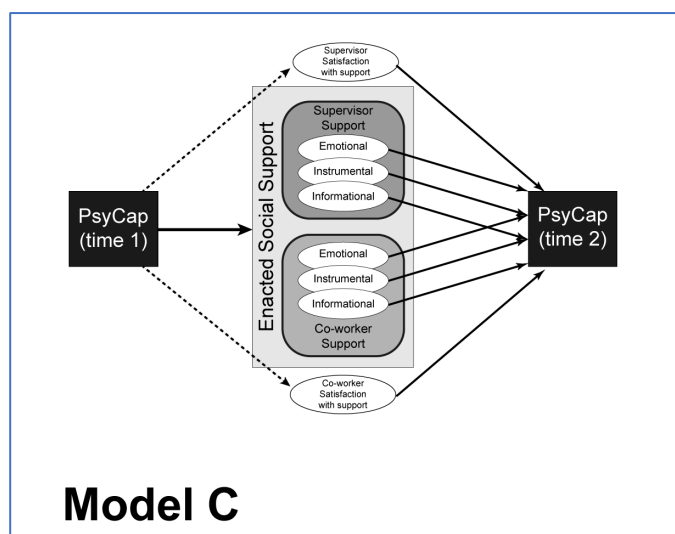 Supervisor
Satisfaction
with support
Enacted Social Support
Supervisor
Support
Emotional
Instrumental
Informational
PsyCap
(time 1)
PsyCap
(time 2)
Emotional
Instrumental
Informational
Co-worker
Support
Co-worker
Satisfaction
with support
Model C